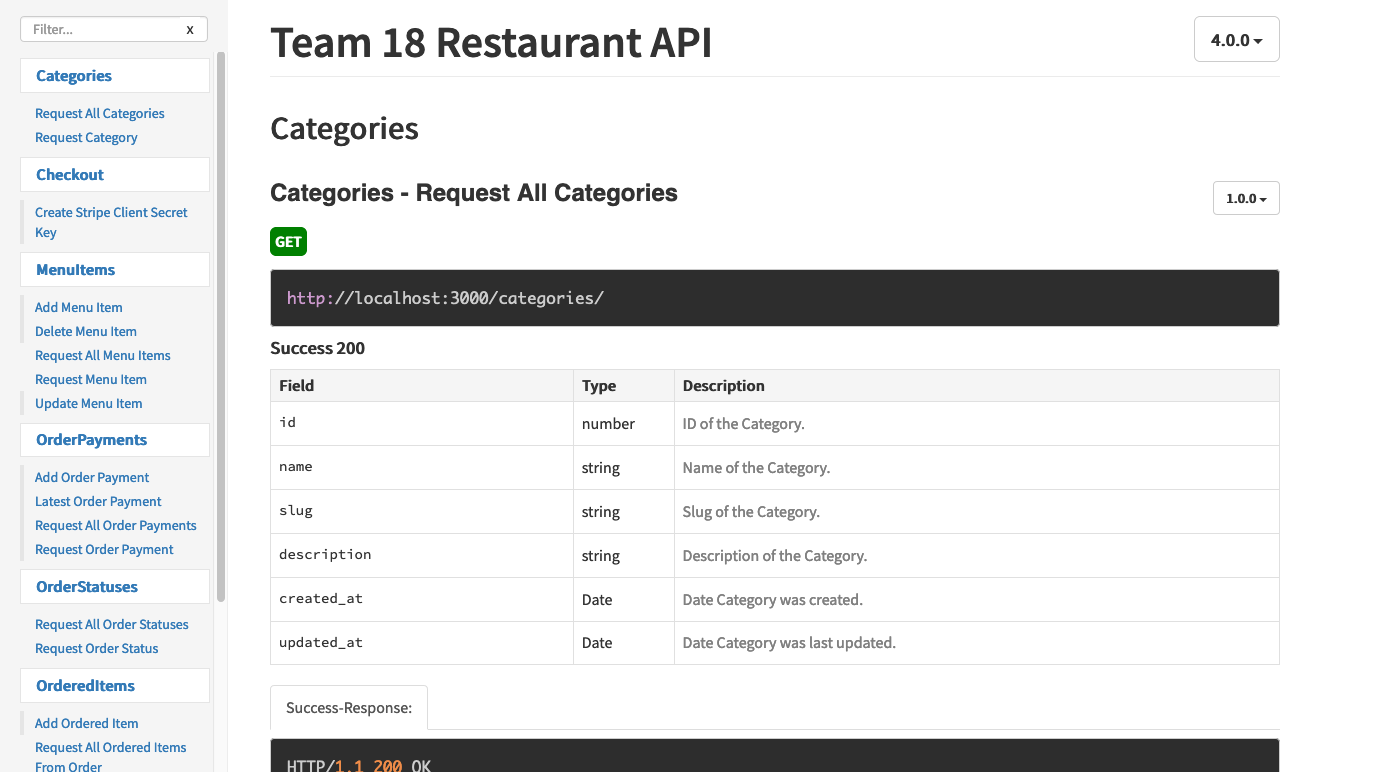 Filter...
x
Categories
Request All Categories
Request Category
Checkout
Create Stripe Client Secret
Key
MenuItems
Add Menu Item
Delete Menu Item
Request All Menu Items
Request Menu Item
Update Menu Item
OrderPayments
Add Order Payment
Latest Order Payment
Request All Order Payments
Request Order Payment
OrderStatuses
Request All Order Statuses
Request Order Status
OrderedItems
Add Ordered Item
Request All Ordered Items
From Order
Team 18 Restaurant API
4.0.0
Categories
Categories - Request All Categories
1.0.0
GET
http://localhost:3000/categories/
Success 200
Field Type Description
id number ID of the Category.
name string Name of the Category.
slug string Slug of the Category.
description string Description of the Category.
created_at Date Date Category was created.
updated_at Date Date Category was last updated.
Success-Response:
HTTP/1.1 200 OK